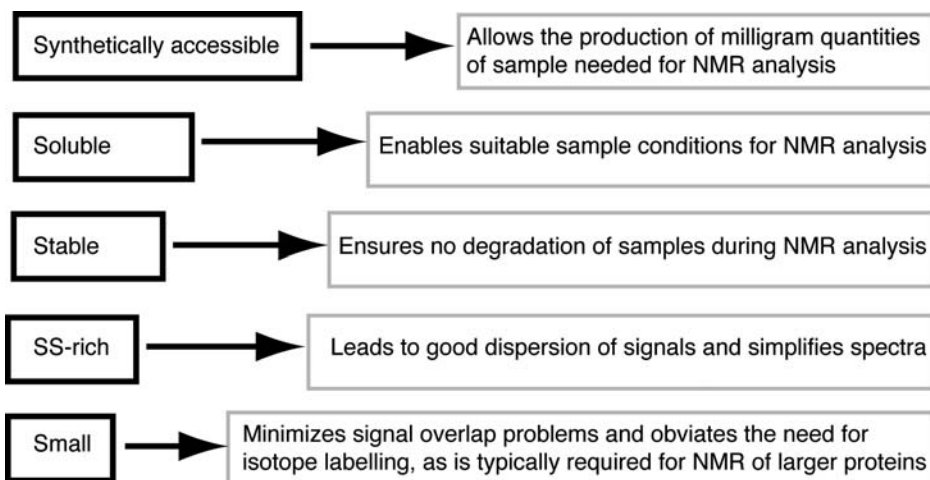 Synthetically accessible
Allows the production of milligram quantities
of sample needed for NMR analysis
Soluble
Enables suitable sample conditions for NMR analysis
Stable
Ensures no degradation of samples during NMR analysis
SS-rich
Leads to good dispersion of signals and simplifies spectra
Small
Minimizes signal overlap problems and obviates the need for
isotope labelling, as is typically required for NMR of larger proteins